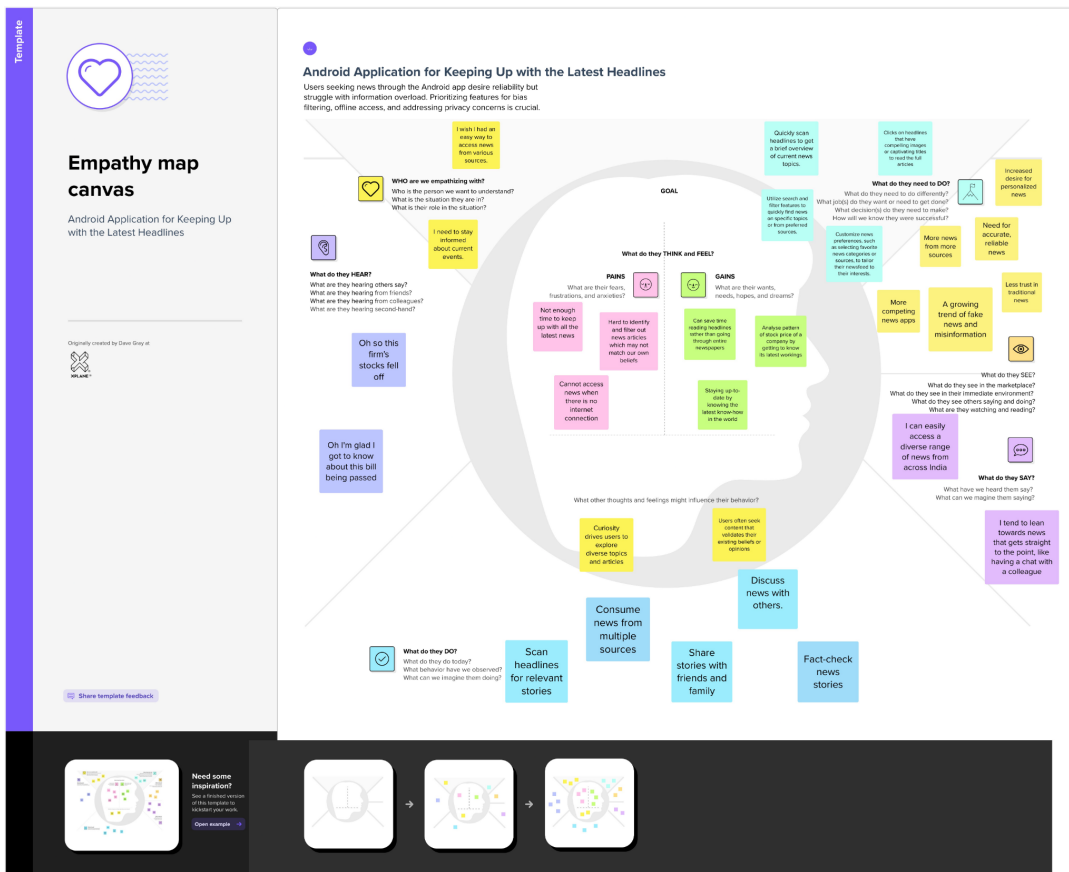 Template
Empathy map
canvas
Android Application for Keeping Up
with the Latest Headlines
Originally created by Dave Gray at
XPLANE™
Share template feedback
Android Application for Keeping Up with the Latest Headlines
Users seeking news through the Android app desire reliability but
struggle with information overload. Prioritizing features for bias
filtering, offline access, and addressing privacy concerns is crucial.
I wish I had an
easy way to
access news
from various
sources.
WHO are we empathizing with?
Who is the person we want to understand?
What is the situation they are in?
What is their role in the situation?
I need to stay
informed
about current
events.
What do they HEAR?
What are they hearing others say?
What are they hearing from friends?
What are they hearing from colleagues?
What are they hearing second-hand?
Oh so this
firm's
stocks fell
off
Oh I'm glad I
got to know
about this bill
being passed
GOAL
Quickly scan
headlines to get
a brief overview
of current news
topics.
Clicks on headlines
that have
compelling images
or captivating titles
to read the full
articles
What do they need to DO?
What do they need to do differently?
What job(s) do they want or need to get done?
What decision(s) do they need to make?
How will we know they were successful?
Utilize search and
filter features to
quickly find news
on specific topics
or from preferred
sources.
Customize news
preferences, such
as selecting favorite
news categories or
sources, to tailor
their newsfeed to
their interests.
Increased
desire for
personalized
news
More news
from more
sources
Need for
accurate,
reliable
news
Less trust in
traditional
news
More
competing
news apps
A growing
trend of fake
news and
misinformation
What do they THINK and FEEL?
PAINS
What are their fears,
frustrations, and anxieties?
GAINS
What are their wants,
needs, hopes, and dreams?
Not enough
time to keep
up with all the
latest news
Hard to identify
and filter out
news articles
which may not
match our own
beliefs
Cannot access
news when
there is no
internet
connection
Can save time
reading headlines
rather than going
through entire
newspapers
Analyse pattern
of stock price of a
company by
getting to know
its latest workings
Staying up-to-
date by
knowing the
latest know-how
in the world
What do they SEE?
What do they see in the marketplace?
What do they see in their immediate environment?
What do they see others saying and doing?
What are they watching and reading?
I can easily
access a
diverse range
of news from
across India
What do they SAY?
What have we heard them say?
What can we magine them saying?
I tend to lean
towards news
that gets straight
to the point, like
having a chat with
a colleague
What other thoughts and feelings might influence their behavior?
Curiosity
drives users to
explore
diverse topics
and articles
Users often seek
content that
validates their
existing beliefs or
opinions
What do they DO?
What do they do today?
What behavior have we observed?
What can we imagine them doing?
Scan
headlines
for relevant
stories
Consume
news from
multiple
sources
Share
stories with
friends and
family
Discuss
news with
others.
Fact-check
news
stories
Need some
inspiration?
See a finished version
of this template to
kickstart your work.
Open example